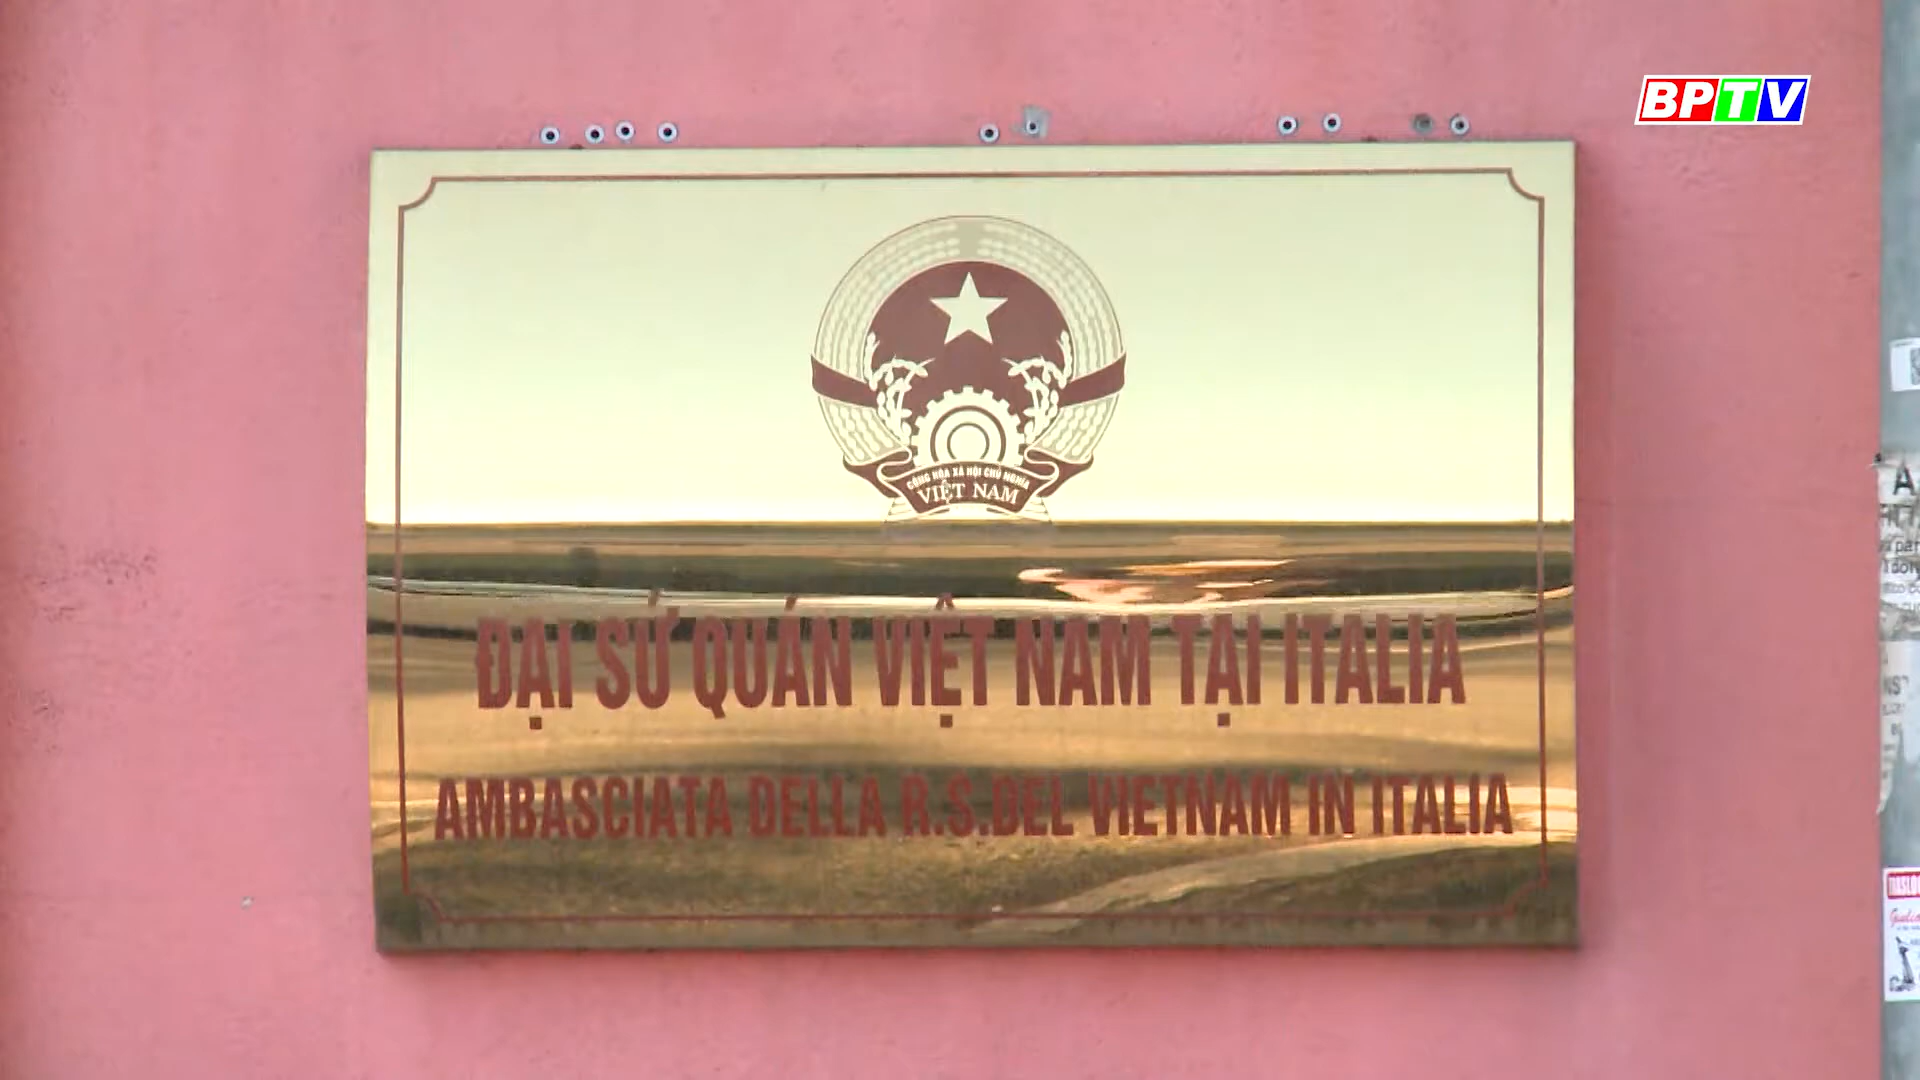 BPTV
CỘNG HÒA XÃ HỘI CHỦ NGHĨA
VIỆT NAM
ĐẠI SỨ QUÁN VIỆT NAM TẠI ITALIA
AMBASCIATA DELLA R.S.DEL VIETNAM IN ITALIA